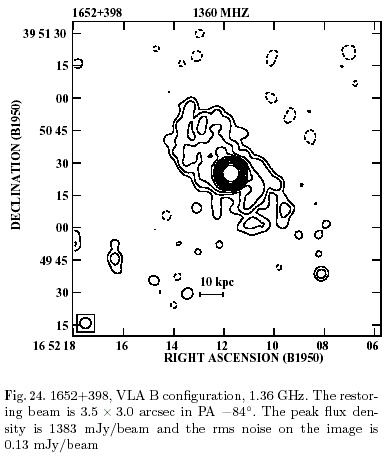 1652+398 1360 MHZ
39 51 30
15
00
50 45
30
15
00
49 45
30
15
DECLINATION (B1950)
10 kpc
16 52 18 16 14 12 10 08 06
RIGHT ASCENSION (B1950)
Fig. 24. 1652+398, VLA B configuration, 1.36 GHz. The restor-
ing beam is 3.5 × 3.0 arcsec in PA −84°. The peak flux den-
sity is 1383 mJy/beam and the rms noise on the image is
0.13 mJy/beam